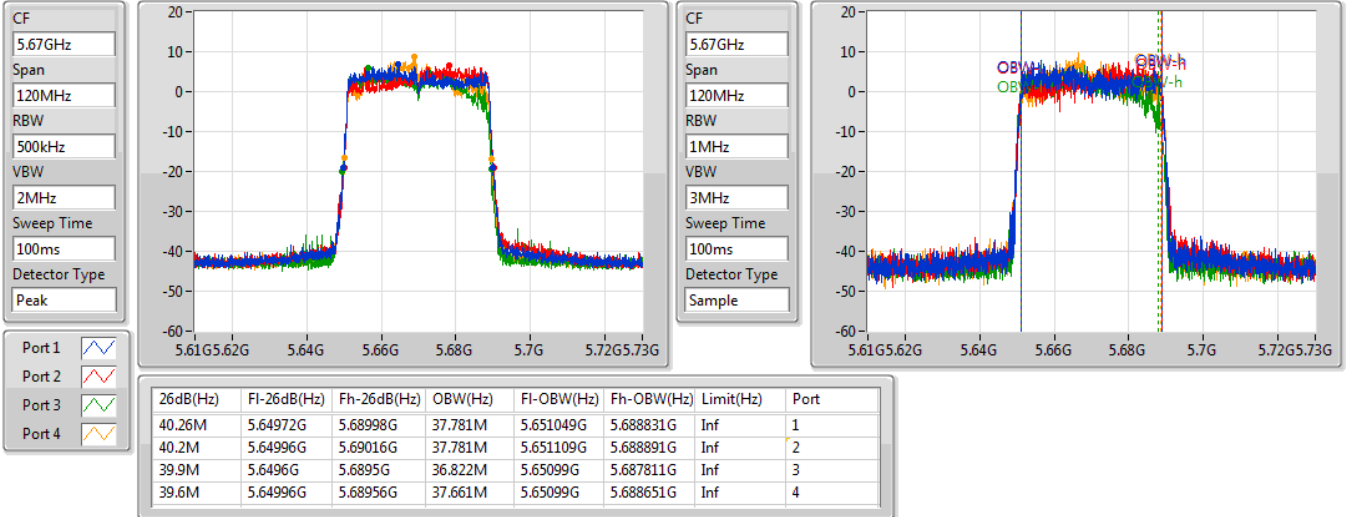 CF
5.67GHz
Span
120MHz
RBW
500kHz
VBW
2MHz
Sweep Time
100ms
Detector Type
Peak
Port 1
Port 2
Port 3
Port 4
20
10
0
-10
-20
-30
-40
-50
-60
5.61G 5.62G 5.64G 5.66G 5.68G 5.7G 5.72G 5.73G
CF
5.67GHz
Span
120MHz
RBW
1MHz
VBW
3MHz
Sweep Time
100ms
Detector Type
Sample
20
10
0
-10
-20
-30
-40
-50
-60
OBW-h
5.61G 5.62G 5.64G 5.66G 5.68G 5.7G 5.72G 5.73G
26dB(Hz) Fl-26dB(Hz) Fh-26dB(Hz) OBW(Hz) Fl-OBW(Hz) Fh-OBW(Hz) Limit(Hz) Port
40.26M 5.64972G 5.68998G 37.781M 5.651049G 5.688831G Inf 1
40.2M 5.64996G 5.69016G 37.781M 5.651109G 5.688891G Inf 2
39.9M 5.6496G 5.6895G 36.822M 5.65099G 5.687811G Inf 3
39.6M 5.64996G 5.68956G 37.661M 5.65099G 5.688651G Inf 4